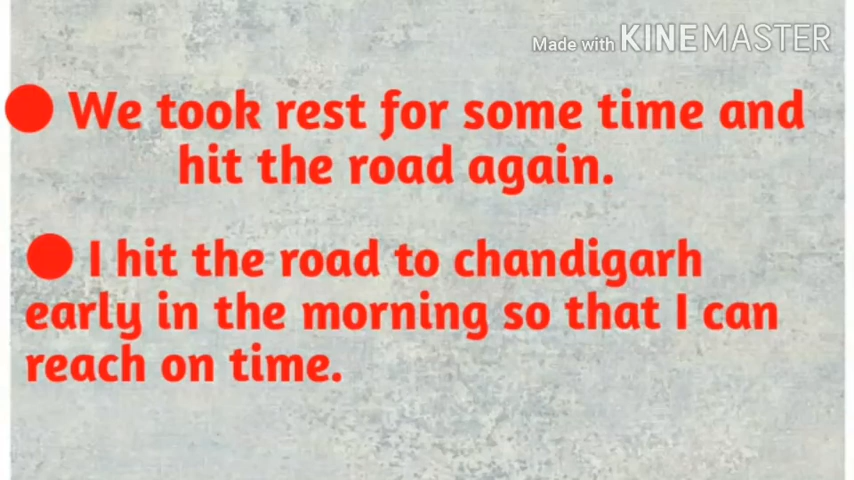 Made with KINEMASTER
● We took rest for some time and
hit the road again.
● I hit the road to chandigarh
early in the morning so that I can
reach on time.